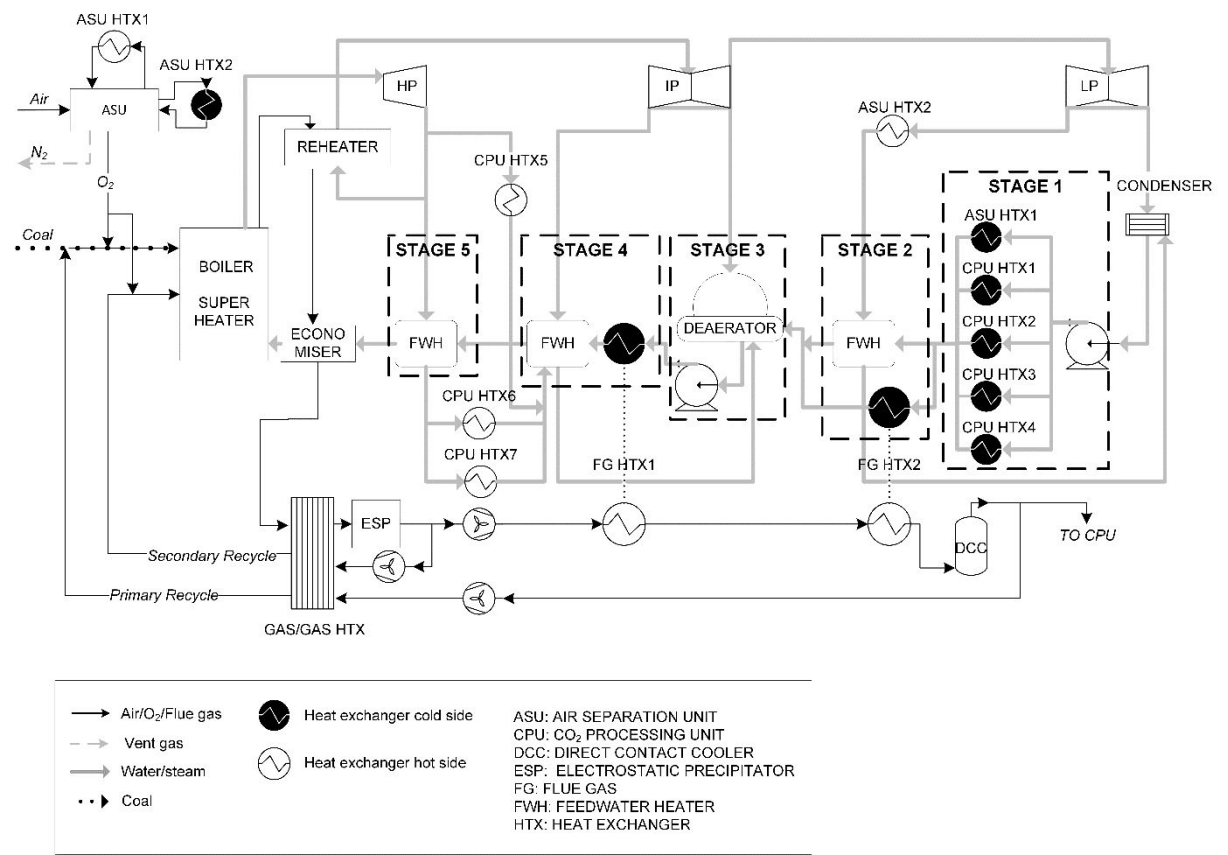 ASU HTX1
ASU HTX2
Air
ASU
N2
O2
Coal
HP
IP
LP
ASU HTX2
REHEATER
CPU HTX5
STAGE 1
CONDENSER
ASU HTX1
CPU HTX1
CPU HTX2
CPU HTX3
CPU HTX4
BOILER
SUPER
HEATER
ECONO
MISER
STAGE 5
FWH
STAGE 4
FWH
STAGE 3
DEAERATOR
STAGE 2
FWH
CPU HTX6
CPU HTX7
FG HTX1
FG HTX2
ESP
DCC
TO CPU
Secondary Recycle
Primary Recycle
GAS/GAS HTX
Air/O2/Flue gas
Vent gas
Water/steam
Coal
Heat exchanger cold side
Heat exchanger hot side
ASU: AIR SEPARATION UNIT
CPU: CO2 PROCESSING UNIT
DCC: DIRECT CONTACT COOLER
ESP: ELECTROSTATIC PRECIPITATOR
FG: FLUE GAS
FWH: FEEDWATER HEATER
HTX: HEAT EXCHANGER